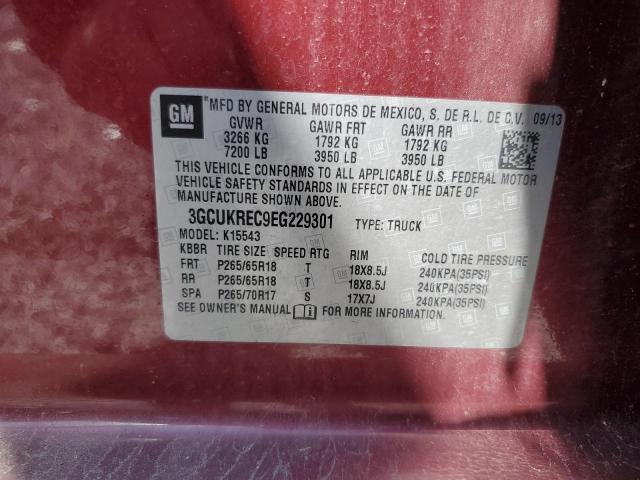 GM ®MFD BY GENERAL MOTORS DE MEXICO, S. DE R.L. DE C.V. 09/13
GVWR GAWR FRT GAWR RR
3266 KG 1792 KG 1792 KG
7200 LB 3950 LB 3950 LB
THIS VEHICLE CONFORMS TO ALL APPLICABLE U.S. FEDERAL MOTOR
VEHICLE SAFETY STANDARDS IN EFFECT ON THE DATE OF
MANUFACTURE SHOWN ABOVE.
3GCUKREC9EG229301 TYPE: TRUCK
MODEL: K15543
KBBR TIRE SIZE SPEED RTG RIM COLD TIRE PRESSURE
FRT P265/65R18 T 18X8.5J 240KPA(35PSI)
RR P265/65R18 T 18X8.5J 240KPA(35PSI)
SPA P265/70R17 S 17X7J 240KPA(35PSI)
SEE OWNER'S MANUAL FOR MORE INFORMATION.